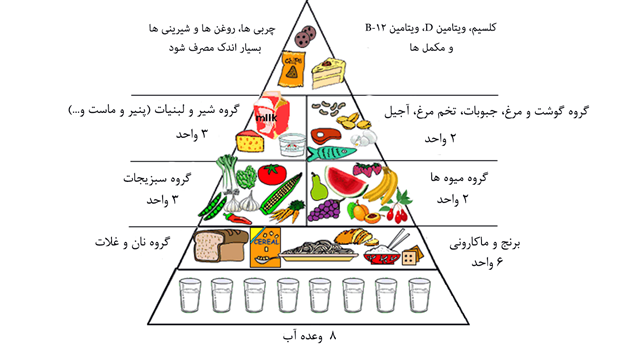 کلسیم، ویتامین D، ویتامین B-۱۲
و مکمل ها
چربی ها، روغن ها و شیرینی ها
بسیار اندک مصرف شود
Chips
گروه گوشت و مرغ، حبوبات، تخم مرغ، آجیل
۲ واحد
گروه شیر و لبنیات (پنیر و ماست و...)
۳ واحد
milk
گروه میوه ها
۲ واحد
گروه سبزیجات
۳ واحد
برنج و ماکارونی
۶ واحد
گروه نان و غلات
CEREAL
۸ وعده آب